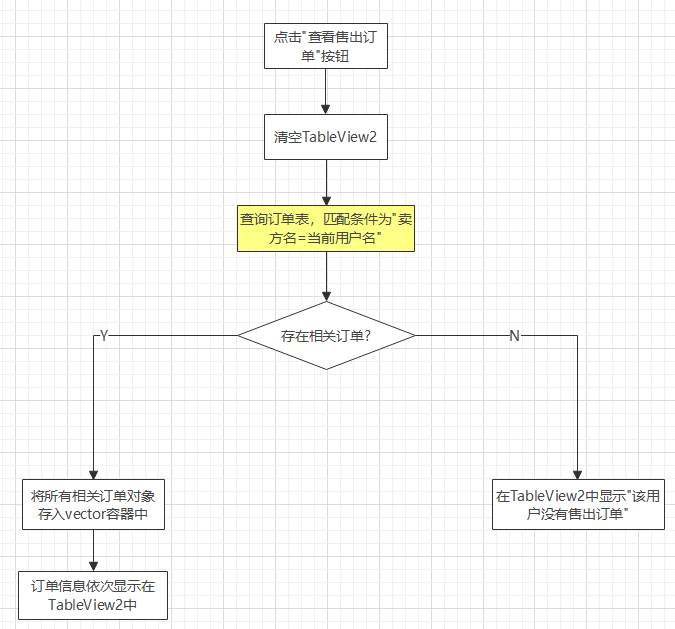 点击"查看售出订
单"按钮
清空TableView2
查询订单表，匹配条件为"卖
方名=当前用户名"
存在相关订单?
Y
N
将所有相关订单对象
存入vector容器中
在TableView2中显示"该用
户没有售出订单"
订单信息依次显示在
TableView2中